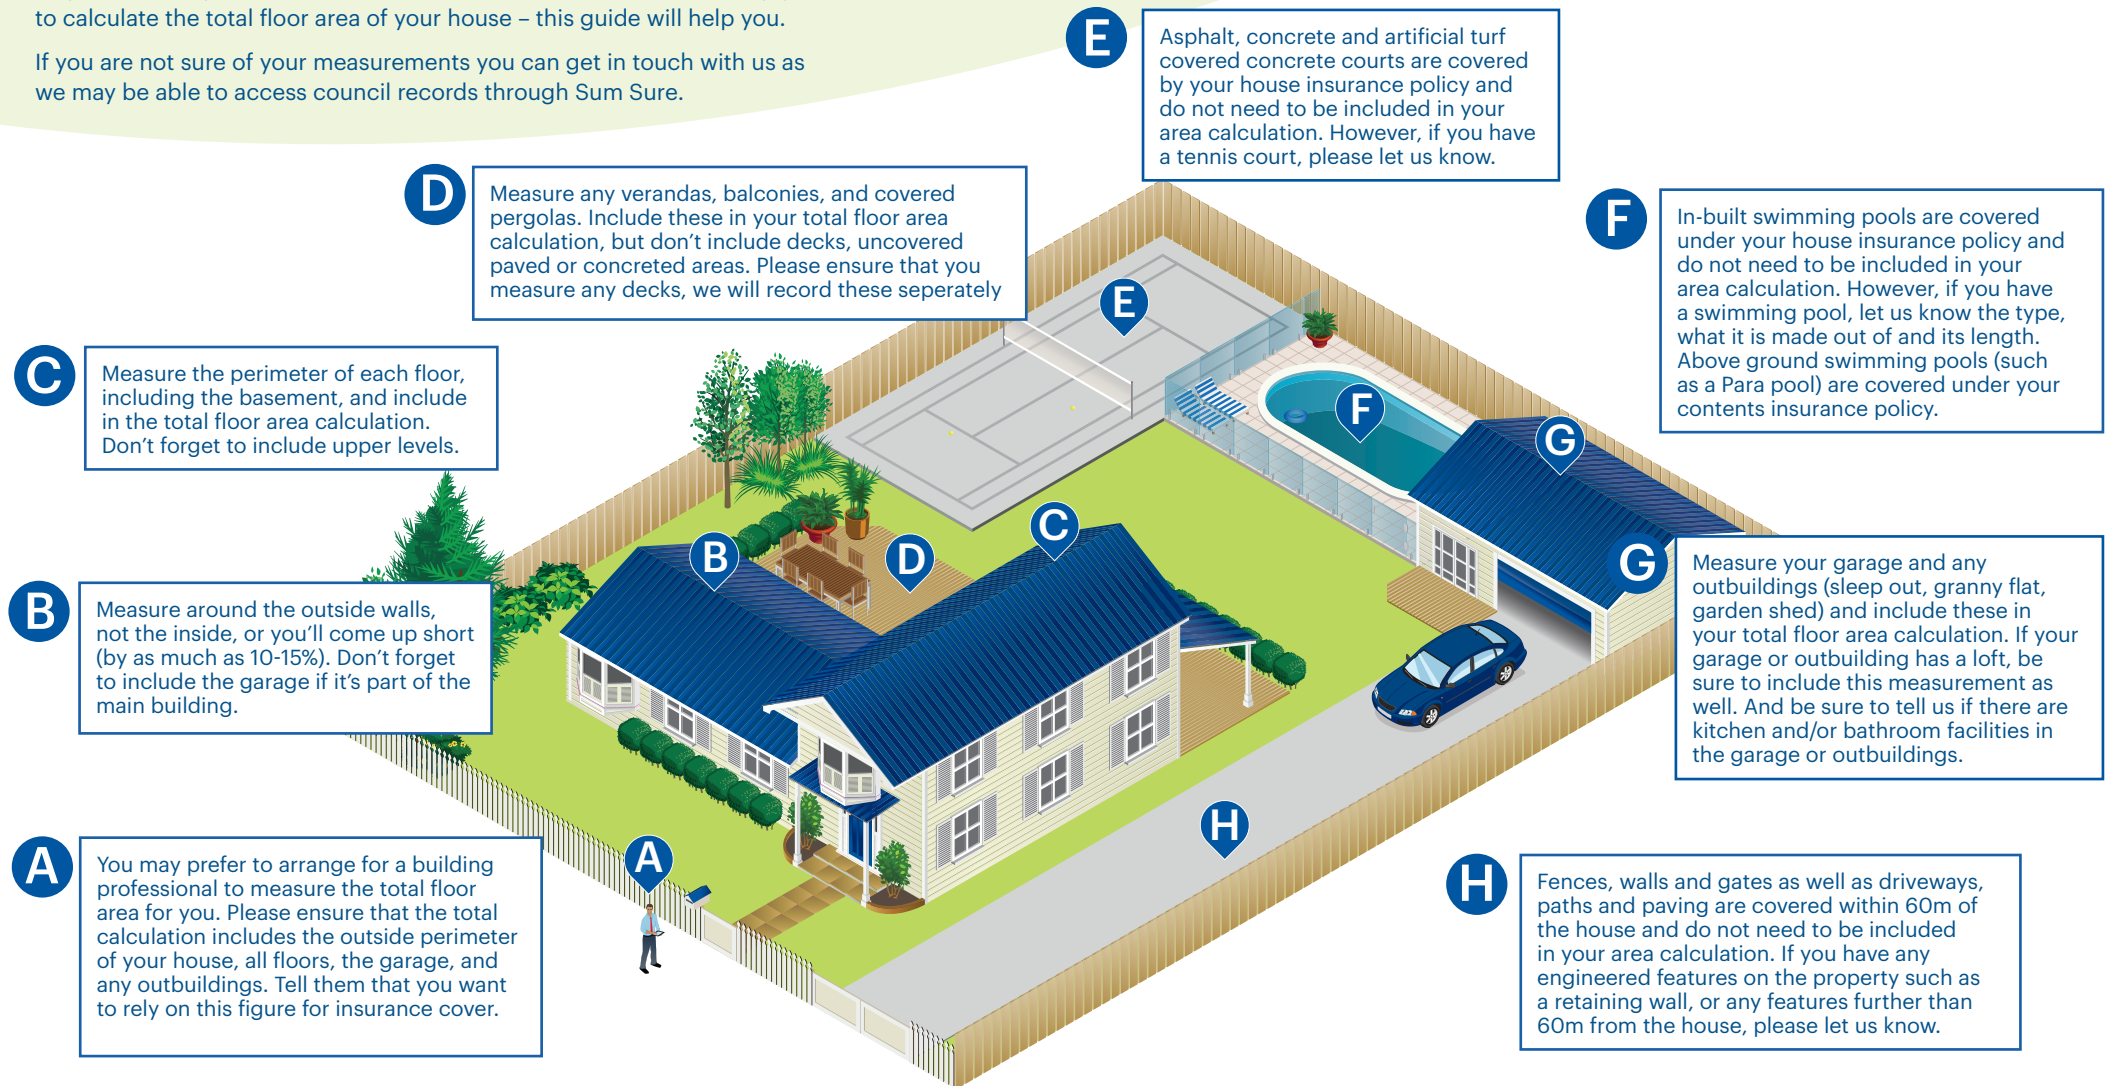 to calculate the total floor area of your house – this guide will help you.
If you are not sure of your measurements you can get in touch with us as
we may be able to access council records through Sum Sure.
E
Asphalt, concrete and artificial turf
covered concrete courts are covered
by your house insurance policy and
do not need to be included in your
area calculation. However, if you have
a tennis court, please let us know.
D
Measure any verandas, balconies, and covered
pergolas. Include these in your total floor area
calculation, but don't include decks, uncovered
paved or concreted areas. Please ensure that you
measure any decks, we will record these seperately
F
In-built swimming pools are covered
under your house insurance policy and
do not need to be included in your
area calculation. However, if you have
a swimming pool, let us know the type,
what it is made out of and its length.
Above ground swimming pools (such
as a Para pool) are covered under your
contents insurance policy.
C
Measure the perimeter of each floor,
including the basement, and include
in the total floor area calculation.
Don't forget to include upper levels.
E
F
G
C
B
D
B
Measure around the outside walls,
not the inside, or you'll come up short
(by as much as 10-15%). Don't forget
to include the garage if it's part of the
main building.
G
Measure your garage and any
outbuildings (sleep out, granny flat,
garden shed) and include these in
your total floor area calculation. If your
garage or outbuilding has a loft, be
sure to include this measurement as
well. And be sure to tell us if there are
kitchen and/or bathroom facilities in
the garage or outbuildings.
A
You may prefer to arrange for a building
professional to measure the total floor
area for you. Please ensure that the total
calculation includes the outside perimeter
of your house, all floors, the garage, and
any outbuildings. Tell them that you want
to rely on this figure for insurance cover.
A
H
H
Fences, walls and gates as well as driveways,
paths and paving are covered within 60m of
the house and do not need to be included
in your area calculation. If you have any
engineered features on the property such as
a retaining wall, or any features further than
60m from the house, please let us know.